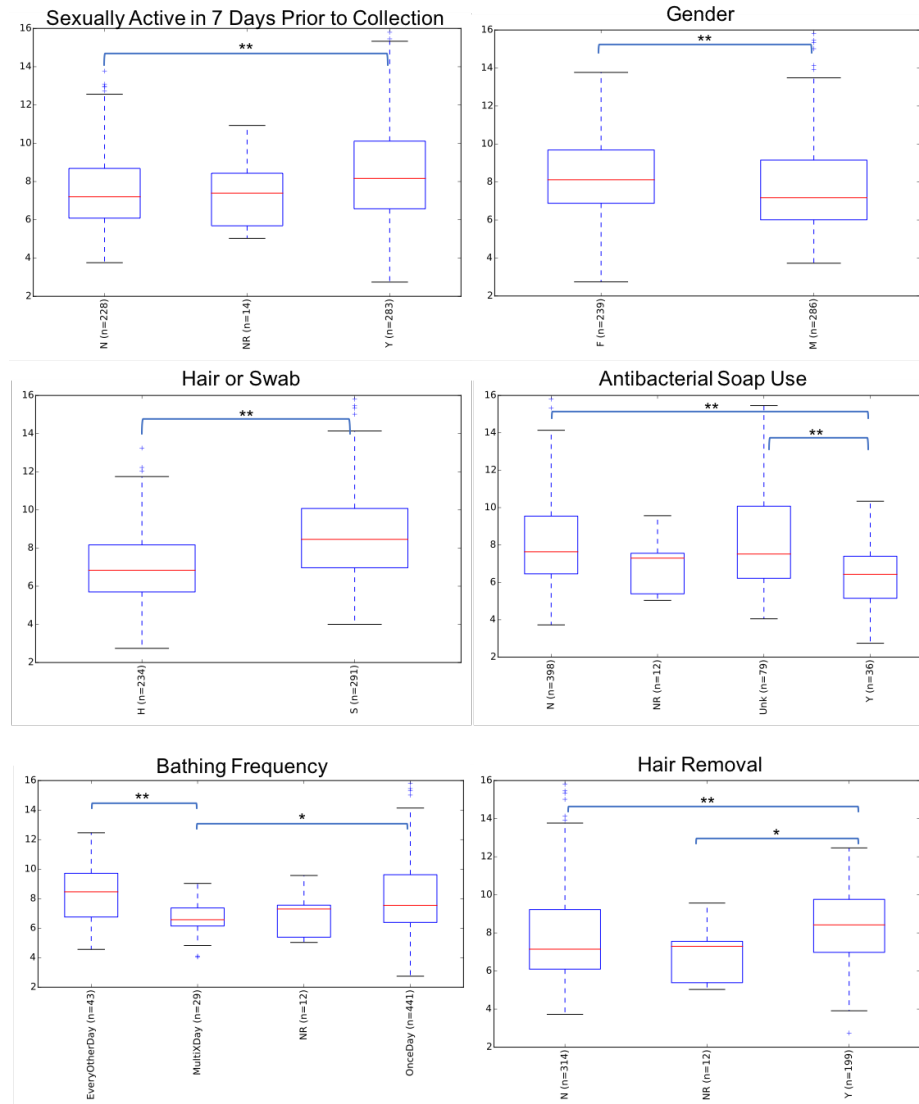 Sexually Active in 7 Days Prior to Collection
16
14
12
10
8
6
4
2
**
N (n=228)
NR (n=14)
Y (n=283)
Gender
16
14
12
10
8
6
4
2
**
F (n=239)
M (n=286)
Hair or Swab
16
14
12
10
8
6
4
2
**
H (n=234)
S (n=291)
Antibacterial Soap Use
16
14
12
10
8
6
4
2
**
**
N (n=398)
NR (n=12)
Unk (n=79)
Y (n=36)
Bathing Frequency
16
14
12
10
8
6
4
2
**
*
EveryOtherDay (n=43)
MultiXDay (n=29)
NR (n=12)
OnceDay (n=441)
Hair Removal
16
14
12
10
8
6
4
2
**
*
N (n=314)
NR (n=12)
Y (n=199)